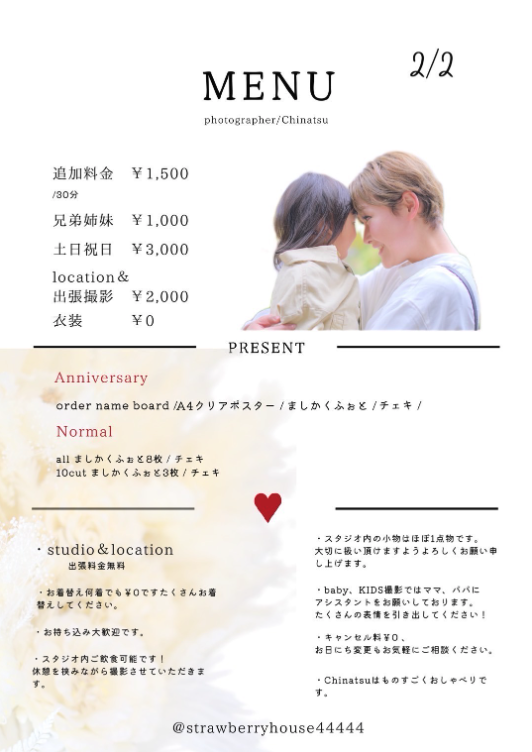 2/2
MENU
photographer/Chinatsu
追加料金 ￥1,500
/30分
兄弟姉妹 ￥1,000
土日祝日 ￥3,000
location＆
出張撮影 ￥2,000
衣装 ￥0
PRESENT
Anniversary
order name board /A4クリアポスター / ましかくふぉと / チェキ /
Normal
all ましかくふぉと8枚 / チェキ
10cut ましかくふぉと3枚 / チェキ
・studio＆location
出張料金無料
・お着替え何着でも￥0ですたくさんお着
替えしてください。
・お持ち込み大歓迎です。
・スタジオ内ご飲食可能です！
休憩を挟みながら撮影させていただきま
す。
・スタジオ内の小物はほぼ1点物です。
大切に扱い頂けますようよろしくお願い申
し上げます。
・baby、KIDS撮影ではママ、パパに
アシスタントをお願いしております。
たくさんの表情を引き出してください！
・キャンセル料￥0 、
お日にち変更もお気軽にご相談ください。
・Chinatsuはものすごくおしゃべりで
す。
@strawberryhouse44444